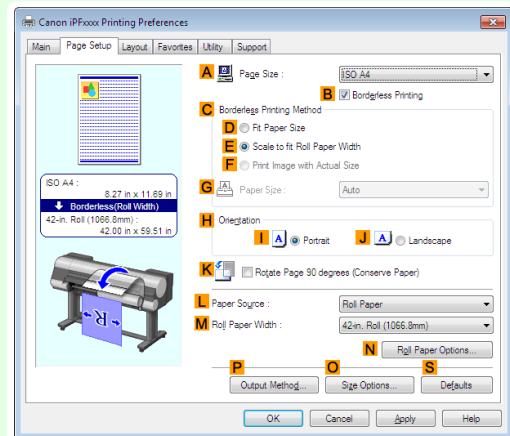 Canon iPFxxxx Printing Preferences
Main Page Setup Layout Favorites Utility Support
A Page Size : ISO A4
B Borderless Printing
C Borderless Printing Method
D Fit Paper Size
E Scale to fit Roll Paper Width
F Print Image with Actual Size
G Paper Size : Auto
ISO A4 :
8.27 in x 11.69 in
Borderless(Roll Width)
42-in. Roll (1066.8mm) :
42.00 in x 59.51 in
H Orientation
I A Portrait J A Landscape
K Rotate Page 90 degrees (Conserve Paper)
R
L Paper Source : Roll Paper
M Roll Paper Width : 42-in. Roll (1066.8mm)
N Roll Paper Options...
P O S
Output Method... Size Options... Defaults
OK Cancel Apply Help